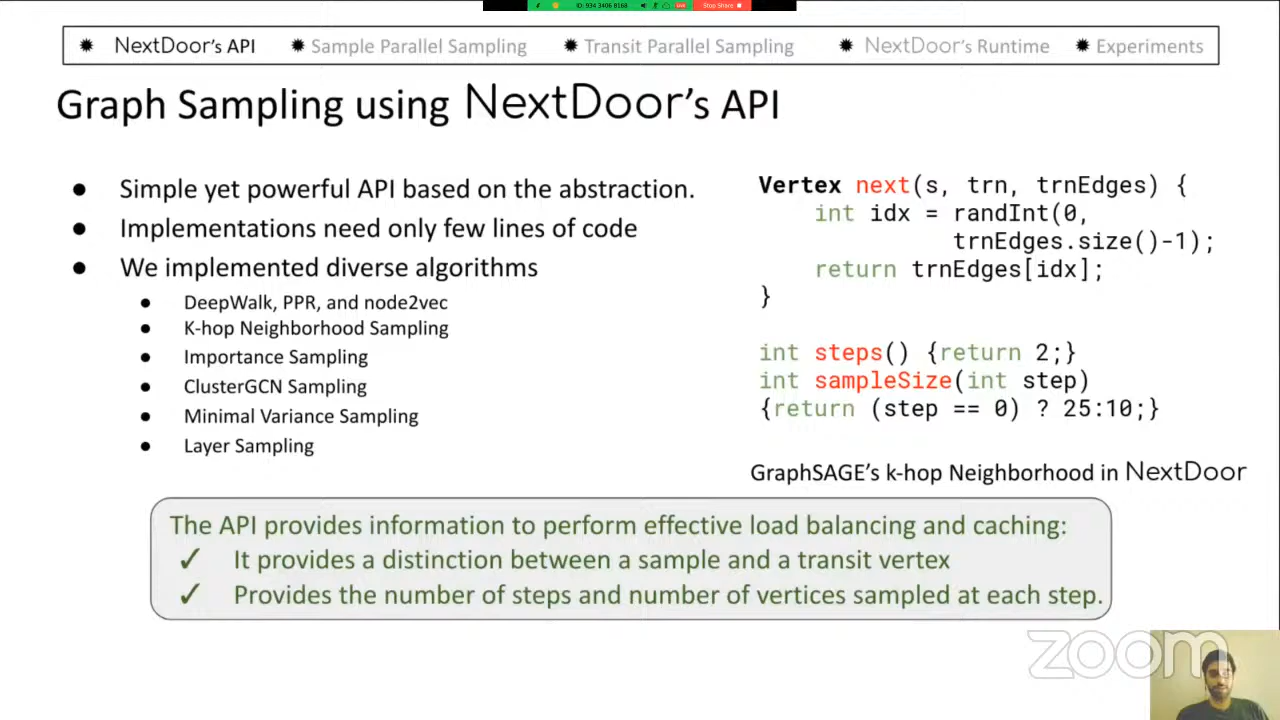 ID: 934 3406 8168 LIVE Stop Share
NextDoor's API Sample Parallel Sampling Transit Parallel Sampling NextDoor's Runtime Experiments
Graph Sampling using NextDoor's API
● Simple yet powerful API based on the abstraction.
● Implementations need only few lines of code
● We implemented diverse algorithms
● DeepWalk, PPR, and node2vec
● K-hop Neighborhood Sampling
● Importance Sampling
● ClusterGCN Sampling
● Minimal Variance Sampling
● Layer Sampling
Vertex next(s, trn, trnEdges) {
int idx = randInt(0,
trnEdges.size()-1);
return trnEdges[idx];
}
int steps() {return 2;}
int sampleSize(int step)
{return (step == 0) ? 25:10;}
GraphSAGE's k-hop Neighborhood in NextDoor
The API provides information to perform effective load balancing and caching:
✓ It provides a distinction between a sample and a transit vertex
✓ Provides the number of steps and number of vertices sampled at each step.
zoom